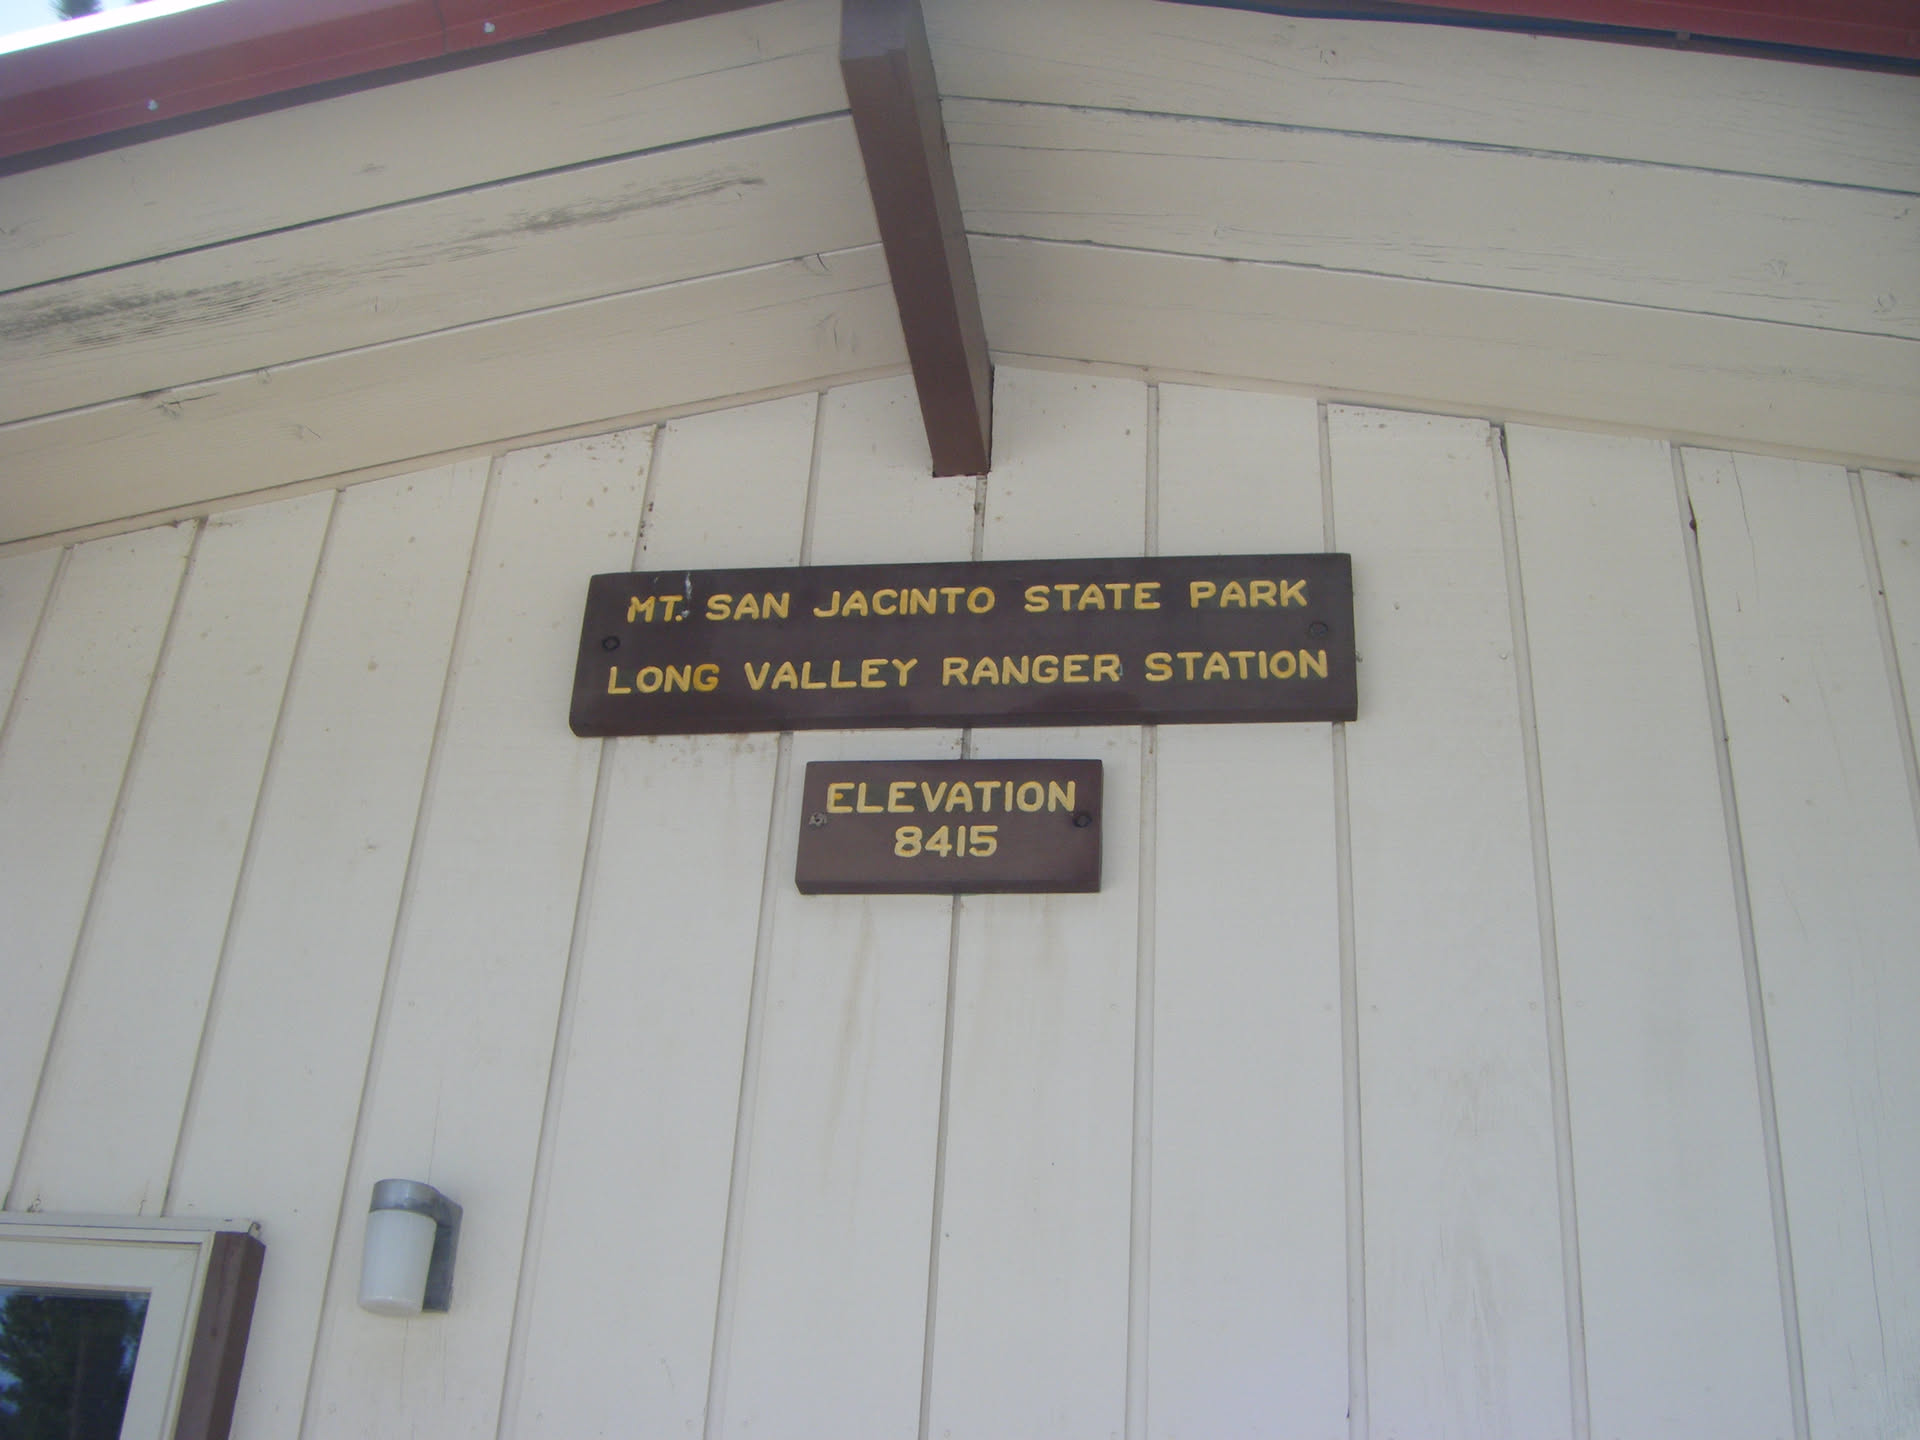 MT. SAN JACINTO STATE PARK
LONG VALLEY RANGER STATION
ELEVATION
8415